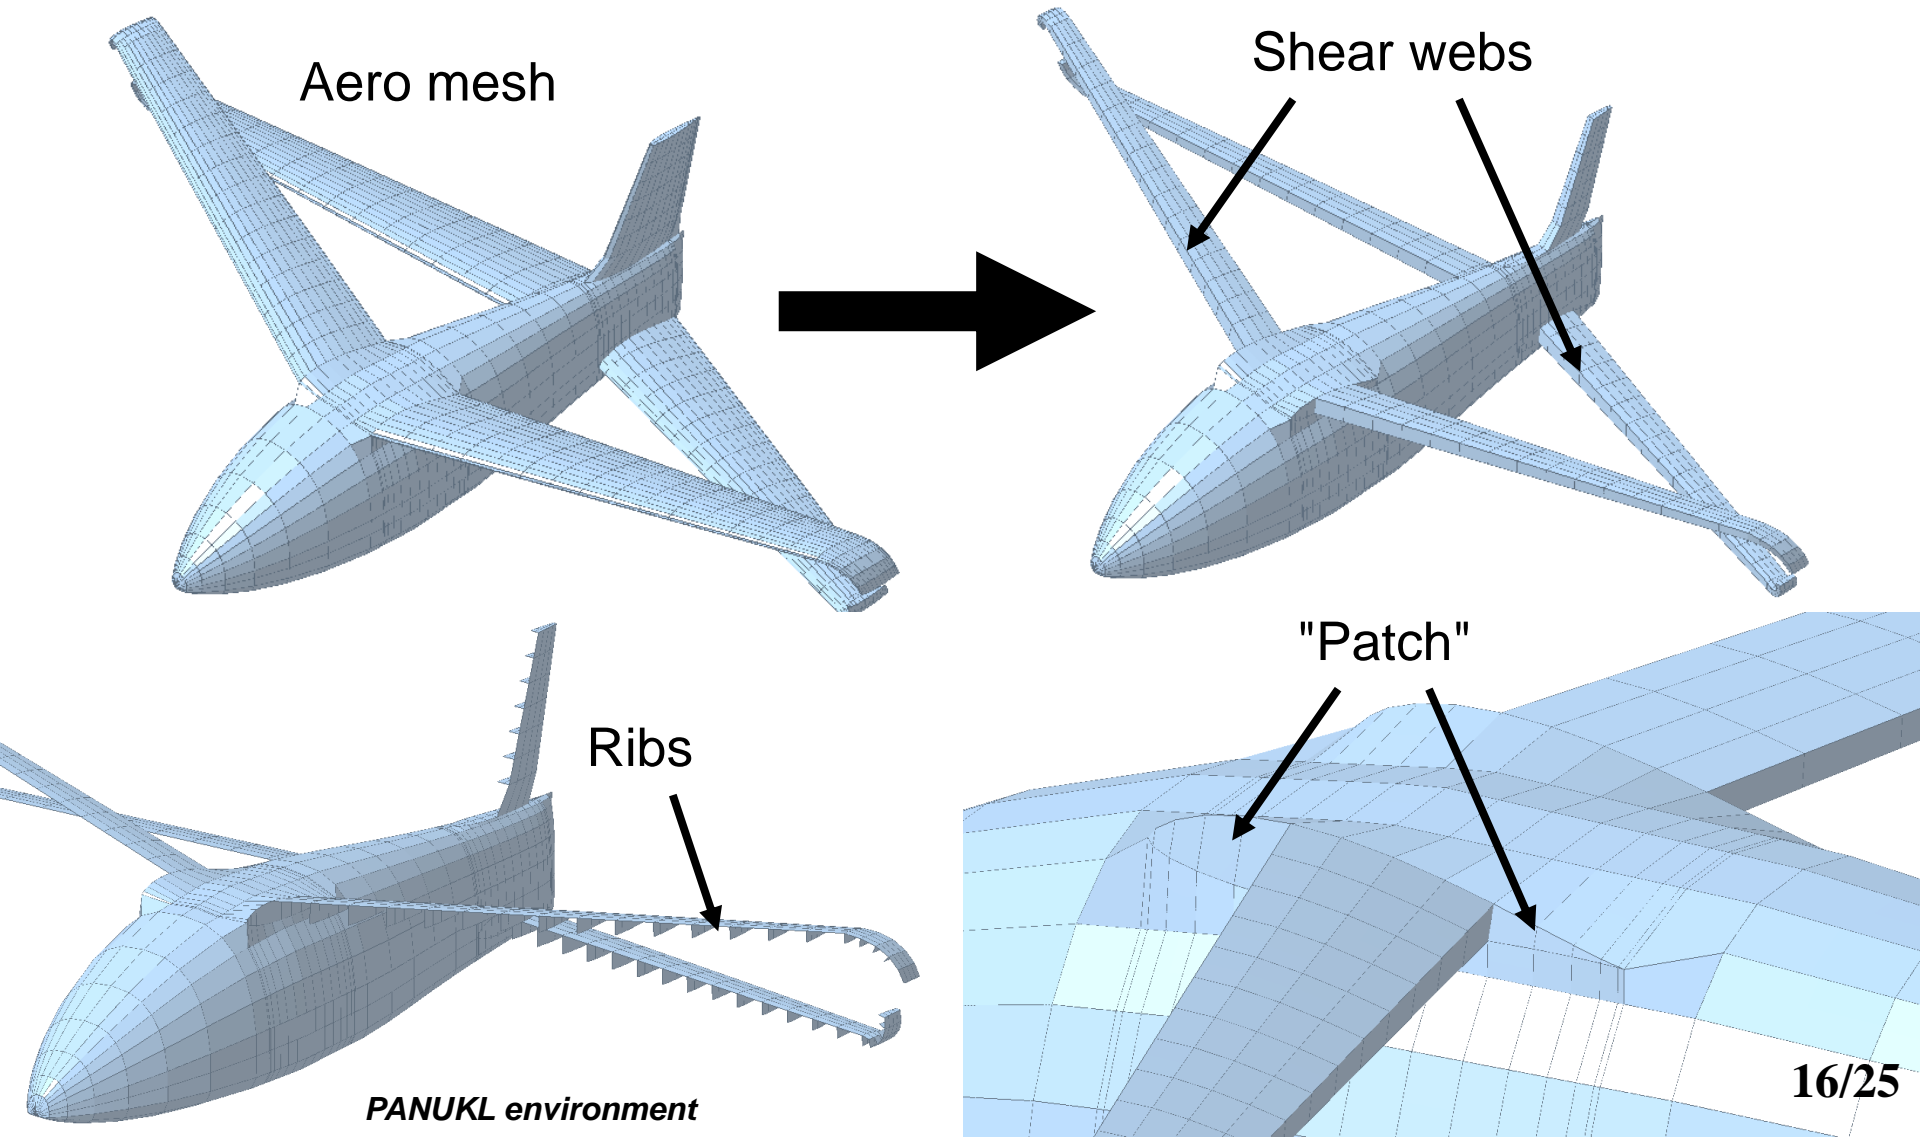 Aero mesh
Shear webs
Ribs
"Patch"
PANUKL environment
16/25